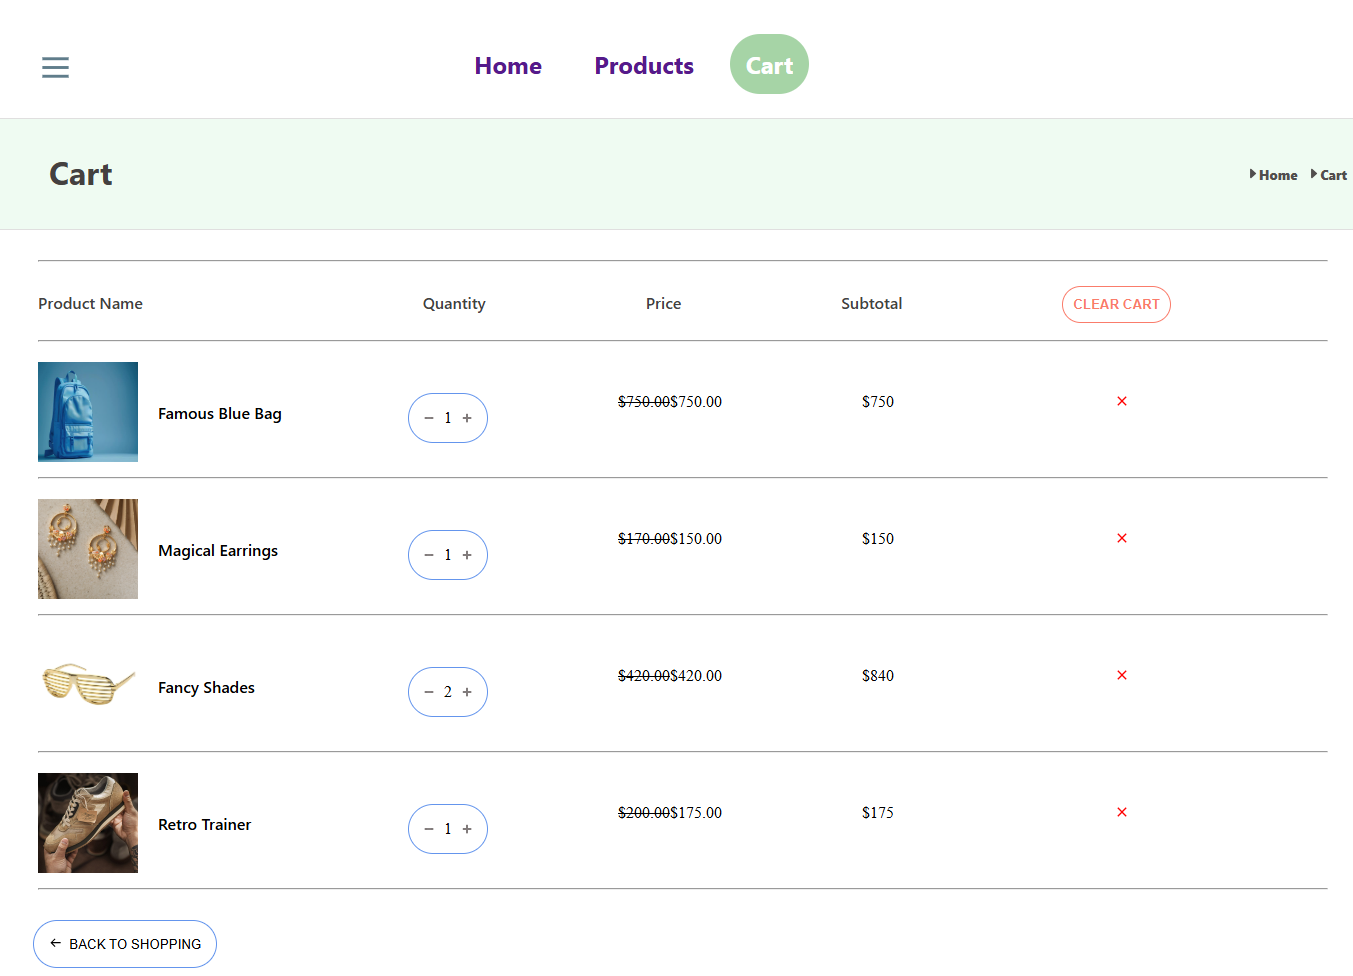 Home Products Cart
Cart
Home Cart
Product Name Quantity Price Subtotal CLEAR CART
Famous Blue Bag − 1 + $750.00$750.00 $750 ×
Magical Earrings − 1 + $170.00$150.00 $150 ×
Fancy Shades − 2 + $420.00$420.00 $840 ×
Retro Trainer − 1 + $200.00$175.00 $175 ×
← BACK TO SHOPPING